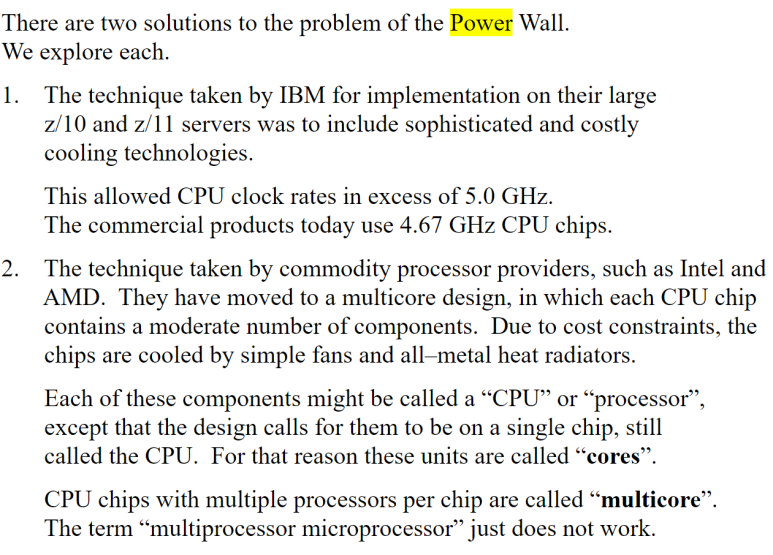 There are two solutions to the problem of the Power Wall.
We explore each.
1. The technique taken by IBM for implementation on their large
z/10 and z/11 servers was to include sophisticated and costly
cooling technologies.
This allowed CPU clock rates in excess of 5.0 GHz.
The commercial products today use 4.67 GHz CPU chips.
2. The technique taken by commodity processor providers, such as Intel and
AMD. They have moved to a multicore design, in which each CPU chip
contains a moderate number of components. Due to cost constraints, the
chips are cooled by simple fans and all–metal heat radiators.
Each of these components might be called a “CPU” or “processor”,
except that the design calls for them to be on a single chip, still
called the CPU. For that reason these units are called “cores”.
CPU chips with multiple processors per chip are called “multicore”.
The term “multiprocessor microprocessor” just does not work.